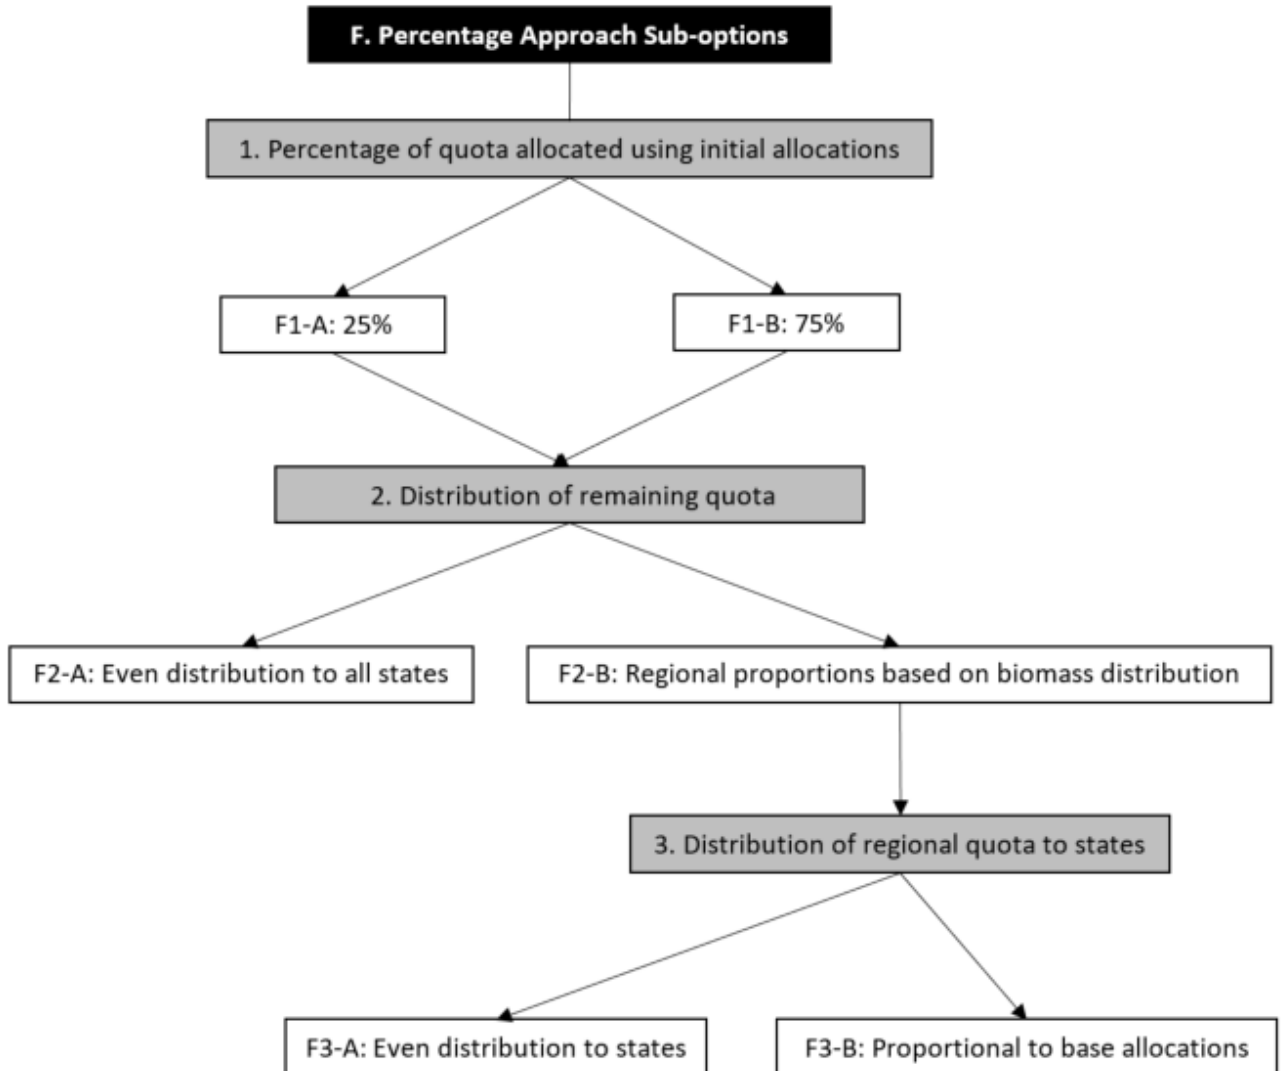 F. Percentage Approach Sub-options
1. Percentage of quota allocated using initial allocations
F1-A: 25%
F1-B: 75%
2. Distribution of remaining quota
F2-A: Even distribution to all states
F2-B: Regional proportions based on biomass distribution
3. Distribution of regional quota to states
F3-A: Even distribution to states
F3-B: Proportional to base allocations